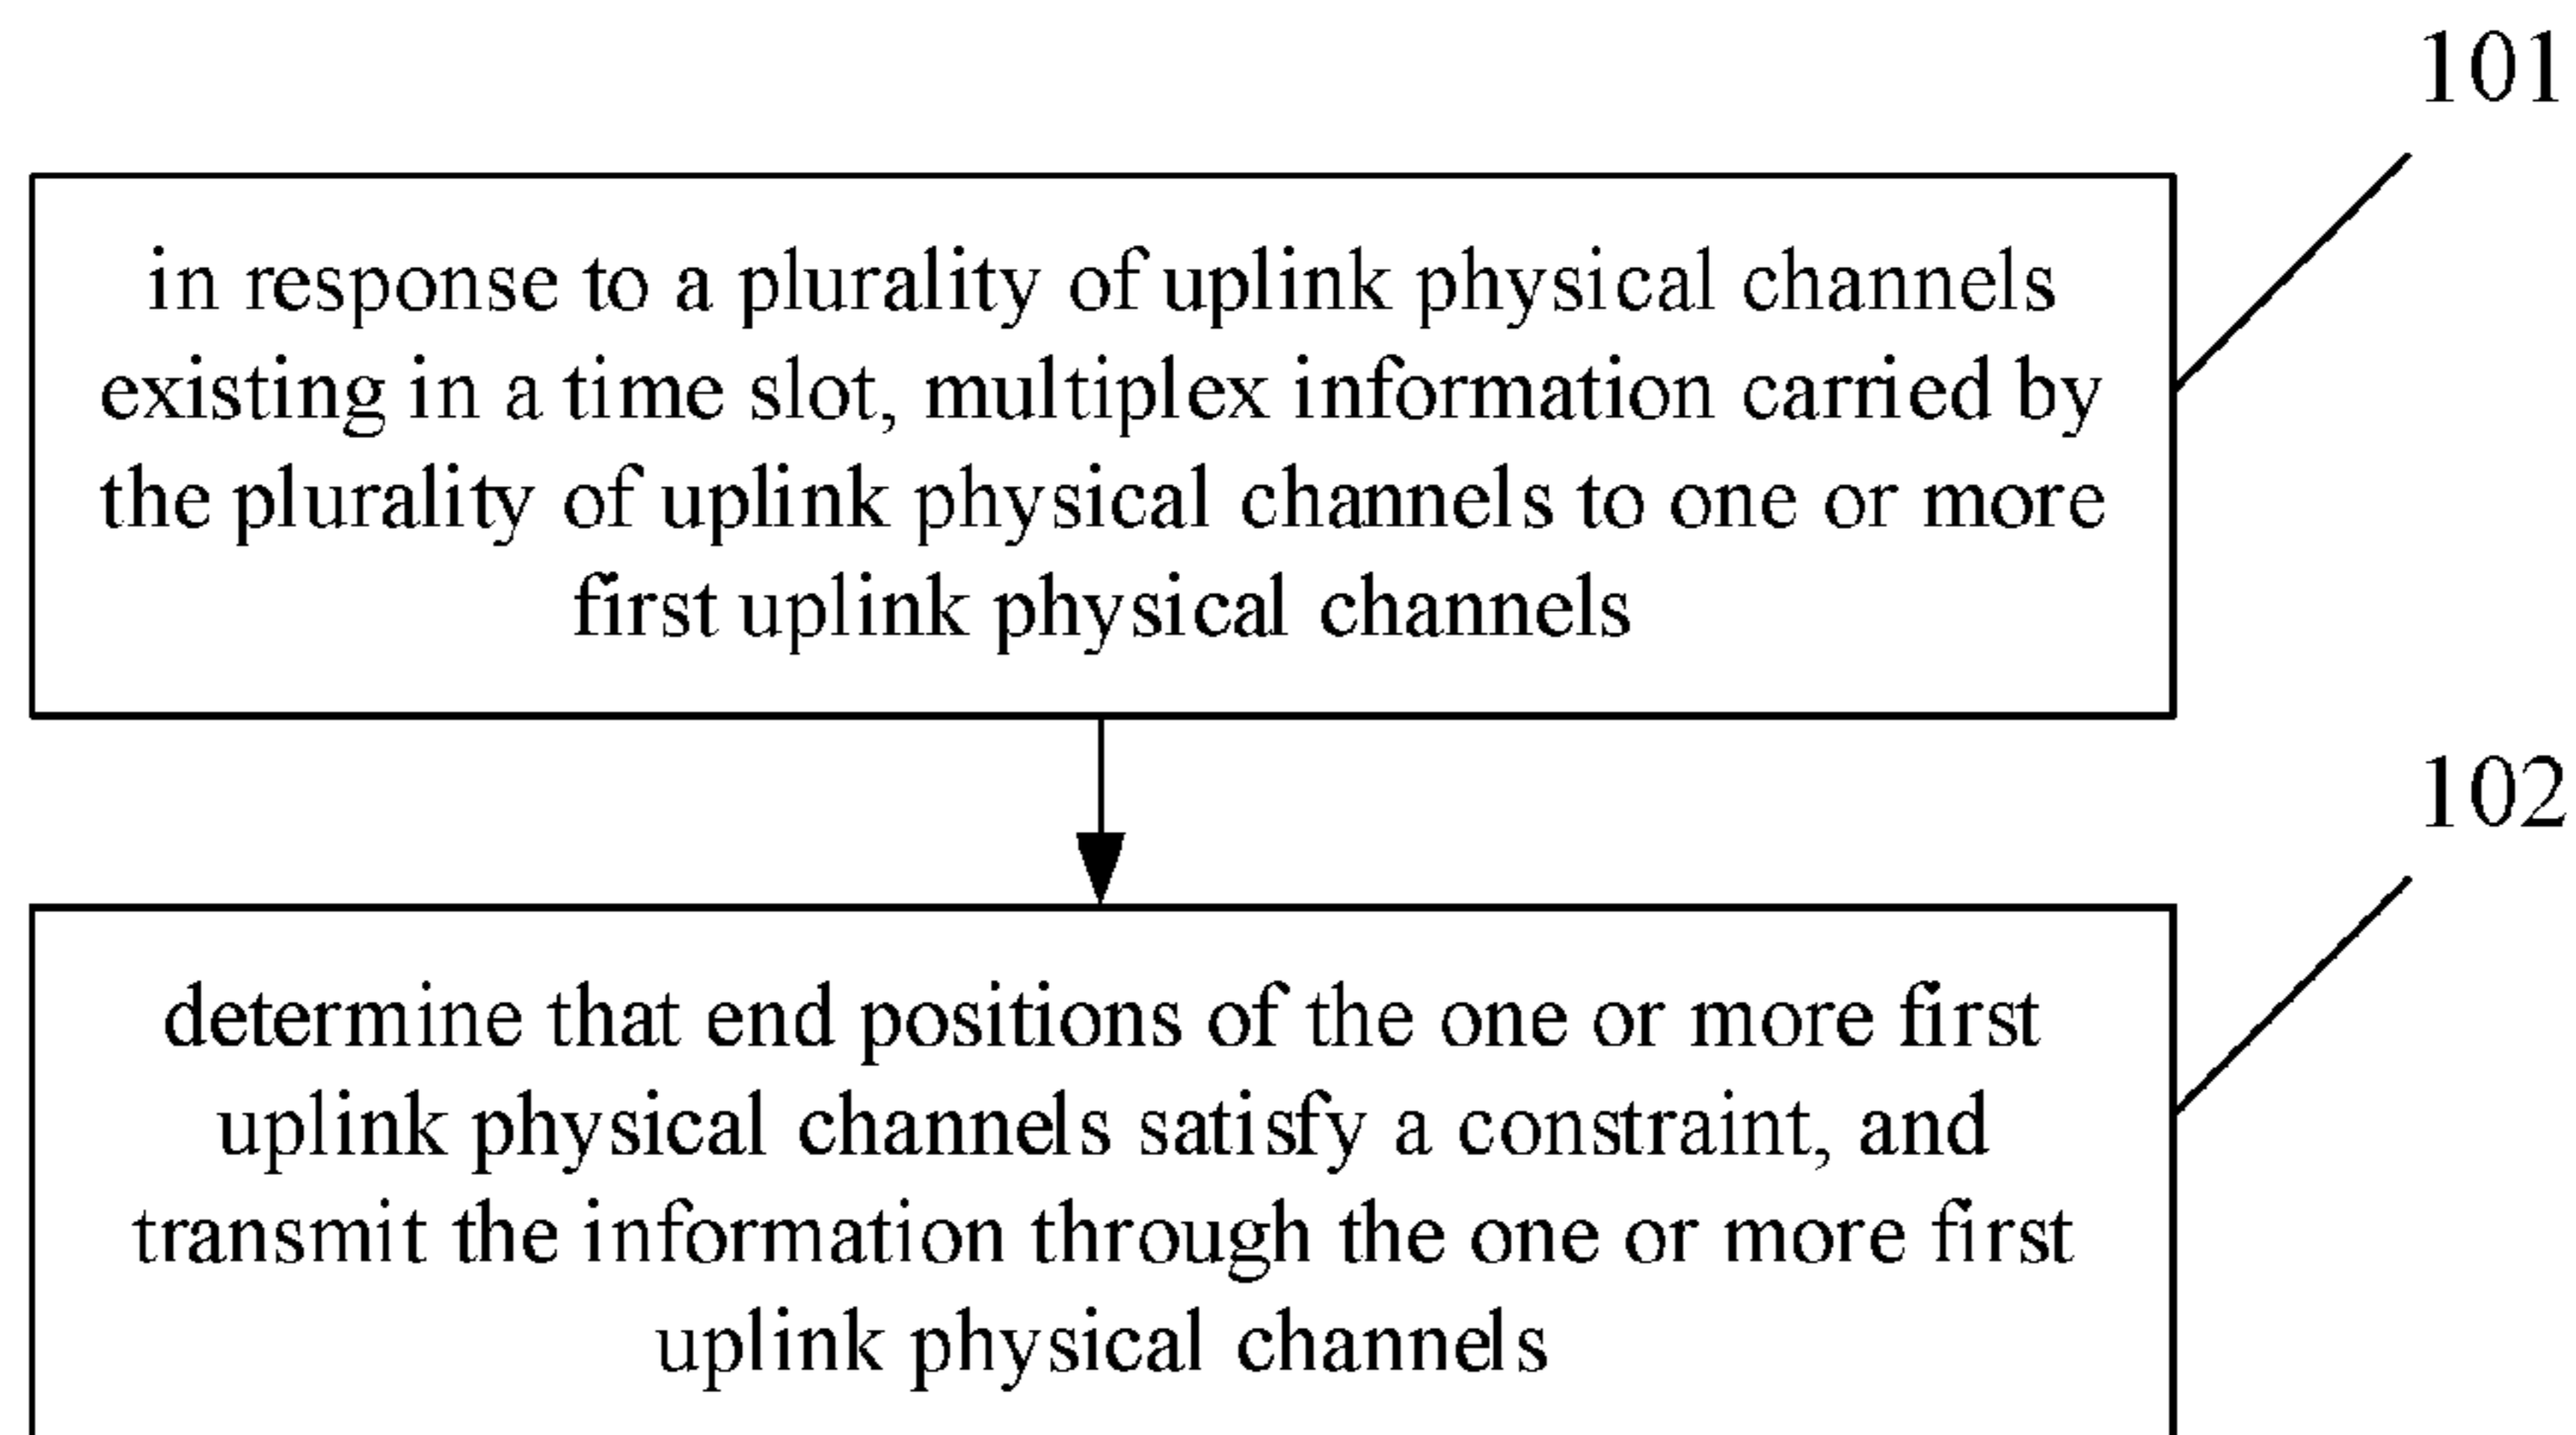 101
in response to a plurality of uplink physical channels
existing in a time slot, multiplex information carried by
the plurality of uplink physical channels to one or more
first uplink physical channels
102
determine that end positions of the one or more first
uplink physical channels satisfy a constraint, and
transmit the information through the one or more first
uplink physical channels